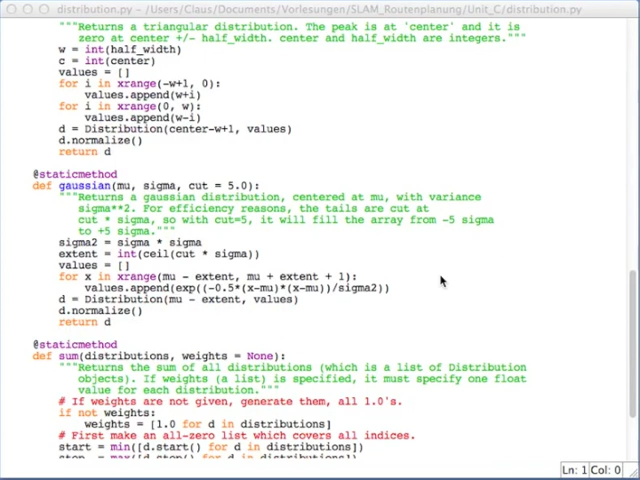 distribution.py – /Users/Claus/Documents/Vorlesungen/SLAM_Routenplanung/Unit_C/distribution.py
"""Returns a triangular distribution. The peak is at 'center' and it is
zero at center +/- half_width. center and half_width are integers."""
w = int(half_width)
c = int(center)
values = []
for i in xrange(-w+1, 0):
values.append(w+i)
for i in xrange(0, w):
values.append(w-i)
d = Distribution(center-w+1, values)
d.normalize()
return d
@staticmethod
def gaussian(mu, sigma, cut = 5.0):
"""Returns a gaussian distribution, centered at mu, with variance
sigma**2. For efficiency reasons, the tails are cut at
cut * sigma, so with cut=5, it will fill the array from -5 sigma
to +5 sigma."""
sigma2 = sigma * sigma
extent = int(ceil(cut * sigma))
values = []
for x in xrange(mu - extent, mu + extent + 1):
values.append(exp((-0.5*(x-mu)*(x-mu))/sigma2))
d = Distribution(mu - extent, values)
d.normalize()
return d
@staticmethod
def sum(distributions, weights = None):
"""Returns the sum of all distributions (which is a list of Distribution
objects). If weights (a list) is specified, it must specify one float
value for each distribution."""
# If weights are not given, generate them, all 1.0's.
if not weights:
weights = [1.0 for d in distributions]
# First make an all-zero list which covers all indices.
start = min([d.start() for d in distributions])
stop = max([d.stop() for d in distributions])
Ln: 1 Col: 0